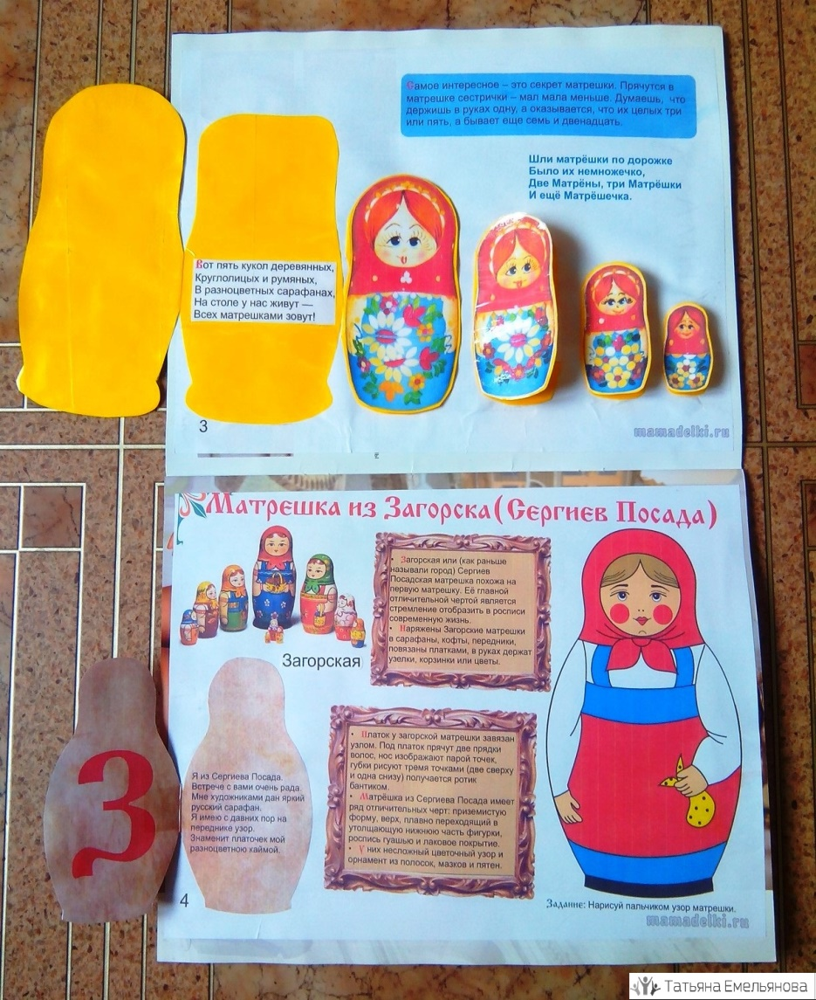 Самое интересное – это секрет матрешки. Прячутся в
матрешке сестрички – мал мала меньше. Думаешь, что
держишь в руках одну, а оказывается, что их целых три
или пять, а бывает еще семь и двенадцать.
Шли матрёшки по дорожке
Было их немножечко,
Две Матрёны, три Матрёшки
И ещё Матрёшечка.
Вот пять кукол деревянных,
Круглолицых и румяных,
В разноцветных сарафанах,
На столе у нас живут —
Всех матрешками зовут!
3
mamadelki.ru
Матрешка из Загорска(Сергиев Посада)
• Загорская или (как раньше
называли город) Сергиев
Посадская матрешка похожа на
первую матрешку. Её главной
отличительной чертой является
стремление отобразить в росписи
современную жизнь.
• Наряжены Загорские матрешки
в сарафаны, кофты, передники,
повязаны платками, в руках держат
узелки, корзинки или цветы.
Загорская
• Платок у загорской матрешки завязан
узлом. Под платок прячут две прядки
волос, нос изображают парой точек,
губки рисуют тремя точками (две сверху
и одна снизу) получается ротик
бантиком.
• Матрёшка из Сергиева Посада имеет
ряд отличительных черт: приземистую
форму, верх, плавно переходящий в
утолщающую нижнюю часть фигурки,
роспись гуашью и лаковое покрытие.
• У них несложный цветочный узор и
орнамент из полосок, мазков и пятен.
З
Я из Сергиева Посада.
Встрече с вами очень рада.
Мне художниками дан яркий
русский сарафан.
Я имею с давних пор на
переднике узор.
Знаменит платочек мой
разноцветною каймой.
4
Задание: Нарисуй пальчиком узор матрешки.
mamadelki.ru
Татьяна Емельянова